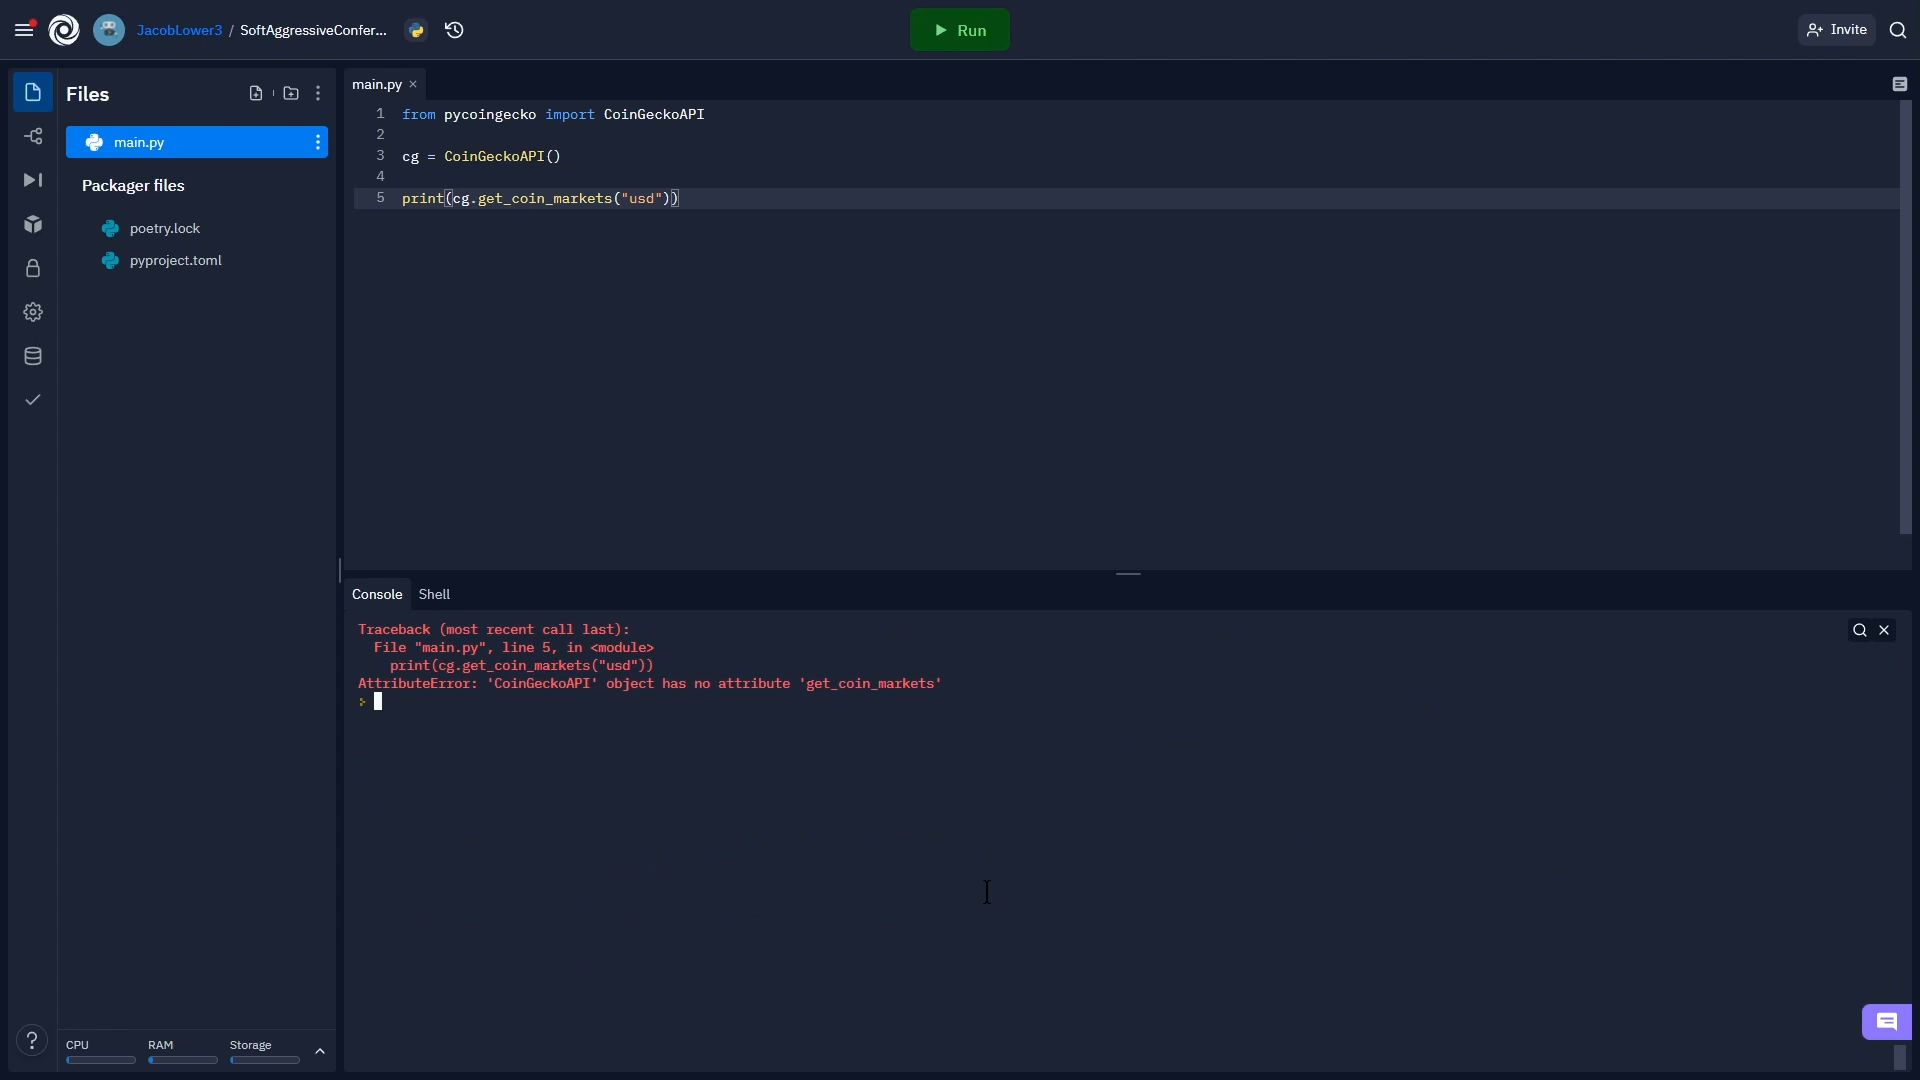 JacobLower3 / SoftAggressiveConfer...
Run
Invite
Files
main.py
Packager files
poetry.lock
pyproject.toml
main.py ×
1 from pycoingecko import CoinGeckoAPI
2
3 cg = CoinGeckoAPI()
4
5 print(cg.get_coin_markets("usd"))
Console Shell
Traceback (most recent call last):
  File "main.py", line 5, in <module>
    print(cg.get_coin_markets("usd"))
AttributeError: 'CoinGeckoAPI' object has no attribute 'get_coin_markets'
?
CPU RAM Storage